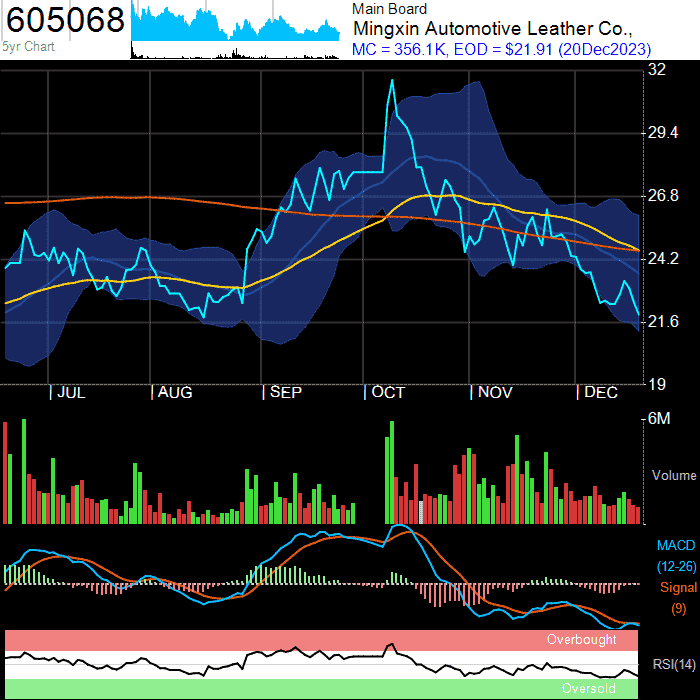 605068
5yr Chart
Main Board
Mingxin Automotive Leather Co.,
MC = 356.1K, EOD = $21.91 (20Dec2023)
32
29.4
26.8
24.2
21.6
19
JUL AUG SEP OCT NOV DEC
6M
Volume
MACD
(12-26)
Signal
(9)
Overbought
RSI(14)
Oversold